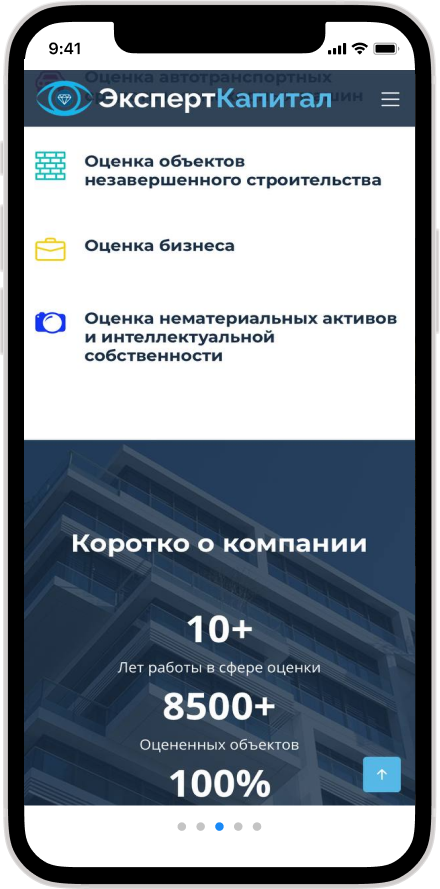 9:41
Оценка автотранспортных
ЭкспертКапитал
Оценка объектов
незавершенного строительства
Оценка бизнеса
Оценка нематериальных активов
и интеллектуальной
собственности
Коротко о компании
10+
Лет работы в сфере оценки
8500+
Оцененных объектов
100%